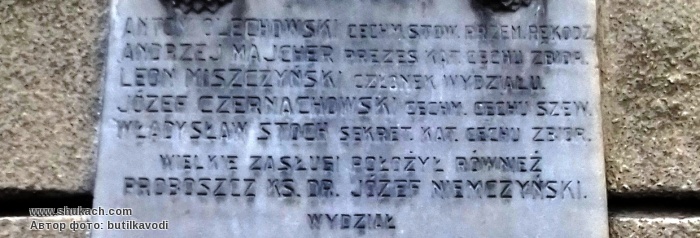 ANTONI OLECHOWSKI CECHM. STOW. PRZEM. RĘKODZ.
ANDRZEJ MAJCHER PREZES KAT. CECHU ZBIOR.
LEON MISZCZYŃSKI CZŁONEK WYDZIAŁU.
JÓZEF CZERNACHOWSKI CECHM. CECHU SZEW.
WŁADYSŁAW STOCH SEKRET. KAT. CECHU ZBIOR.
WIELKIE ZASŁUGI POŁOŻYŁ RÓWNIEŻ
PROBOSZCZ KS. DR. JÓZEF NIEMCZYŃSKI.
WYDZIAŁ
www.shukach.com
Автор фото: butilkavodi